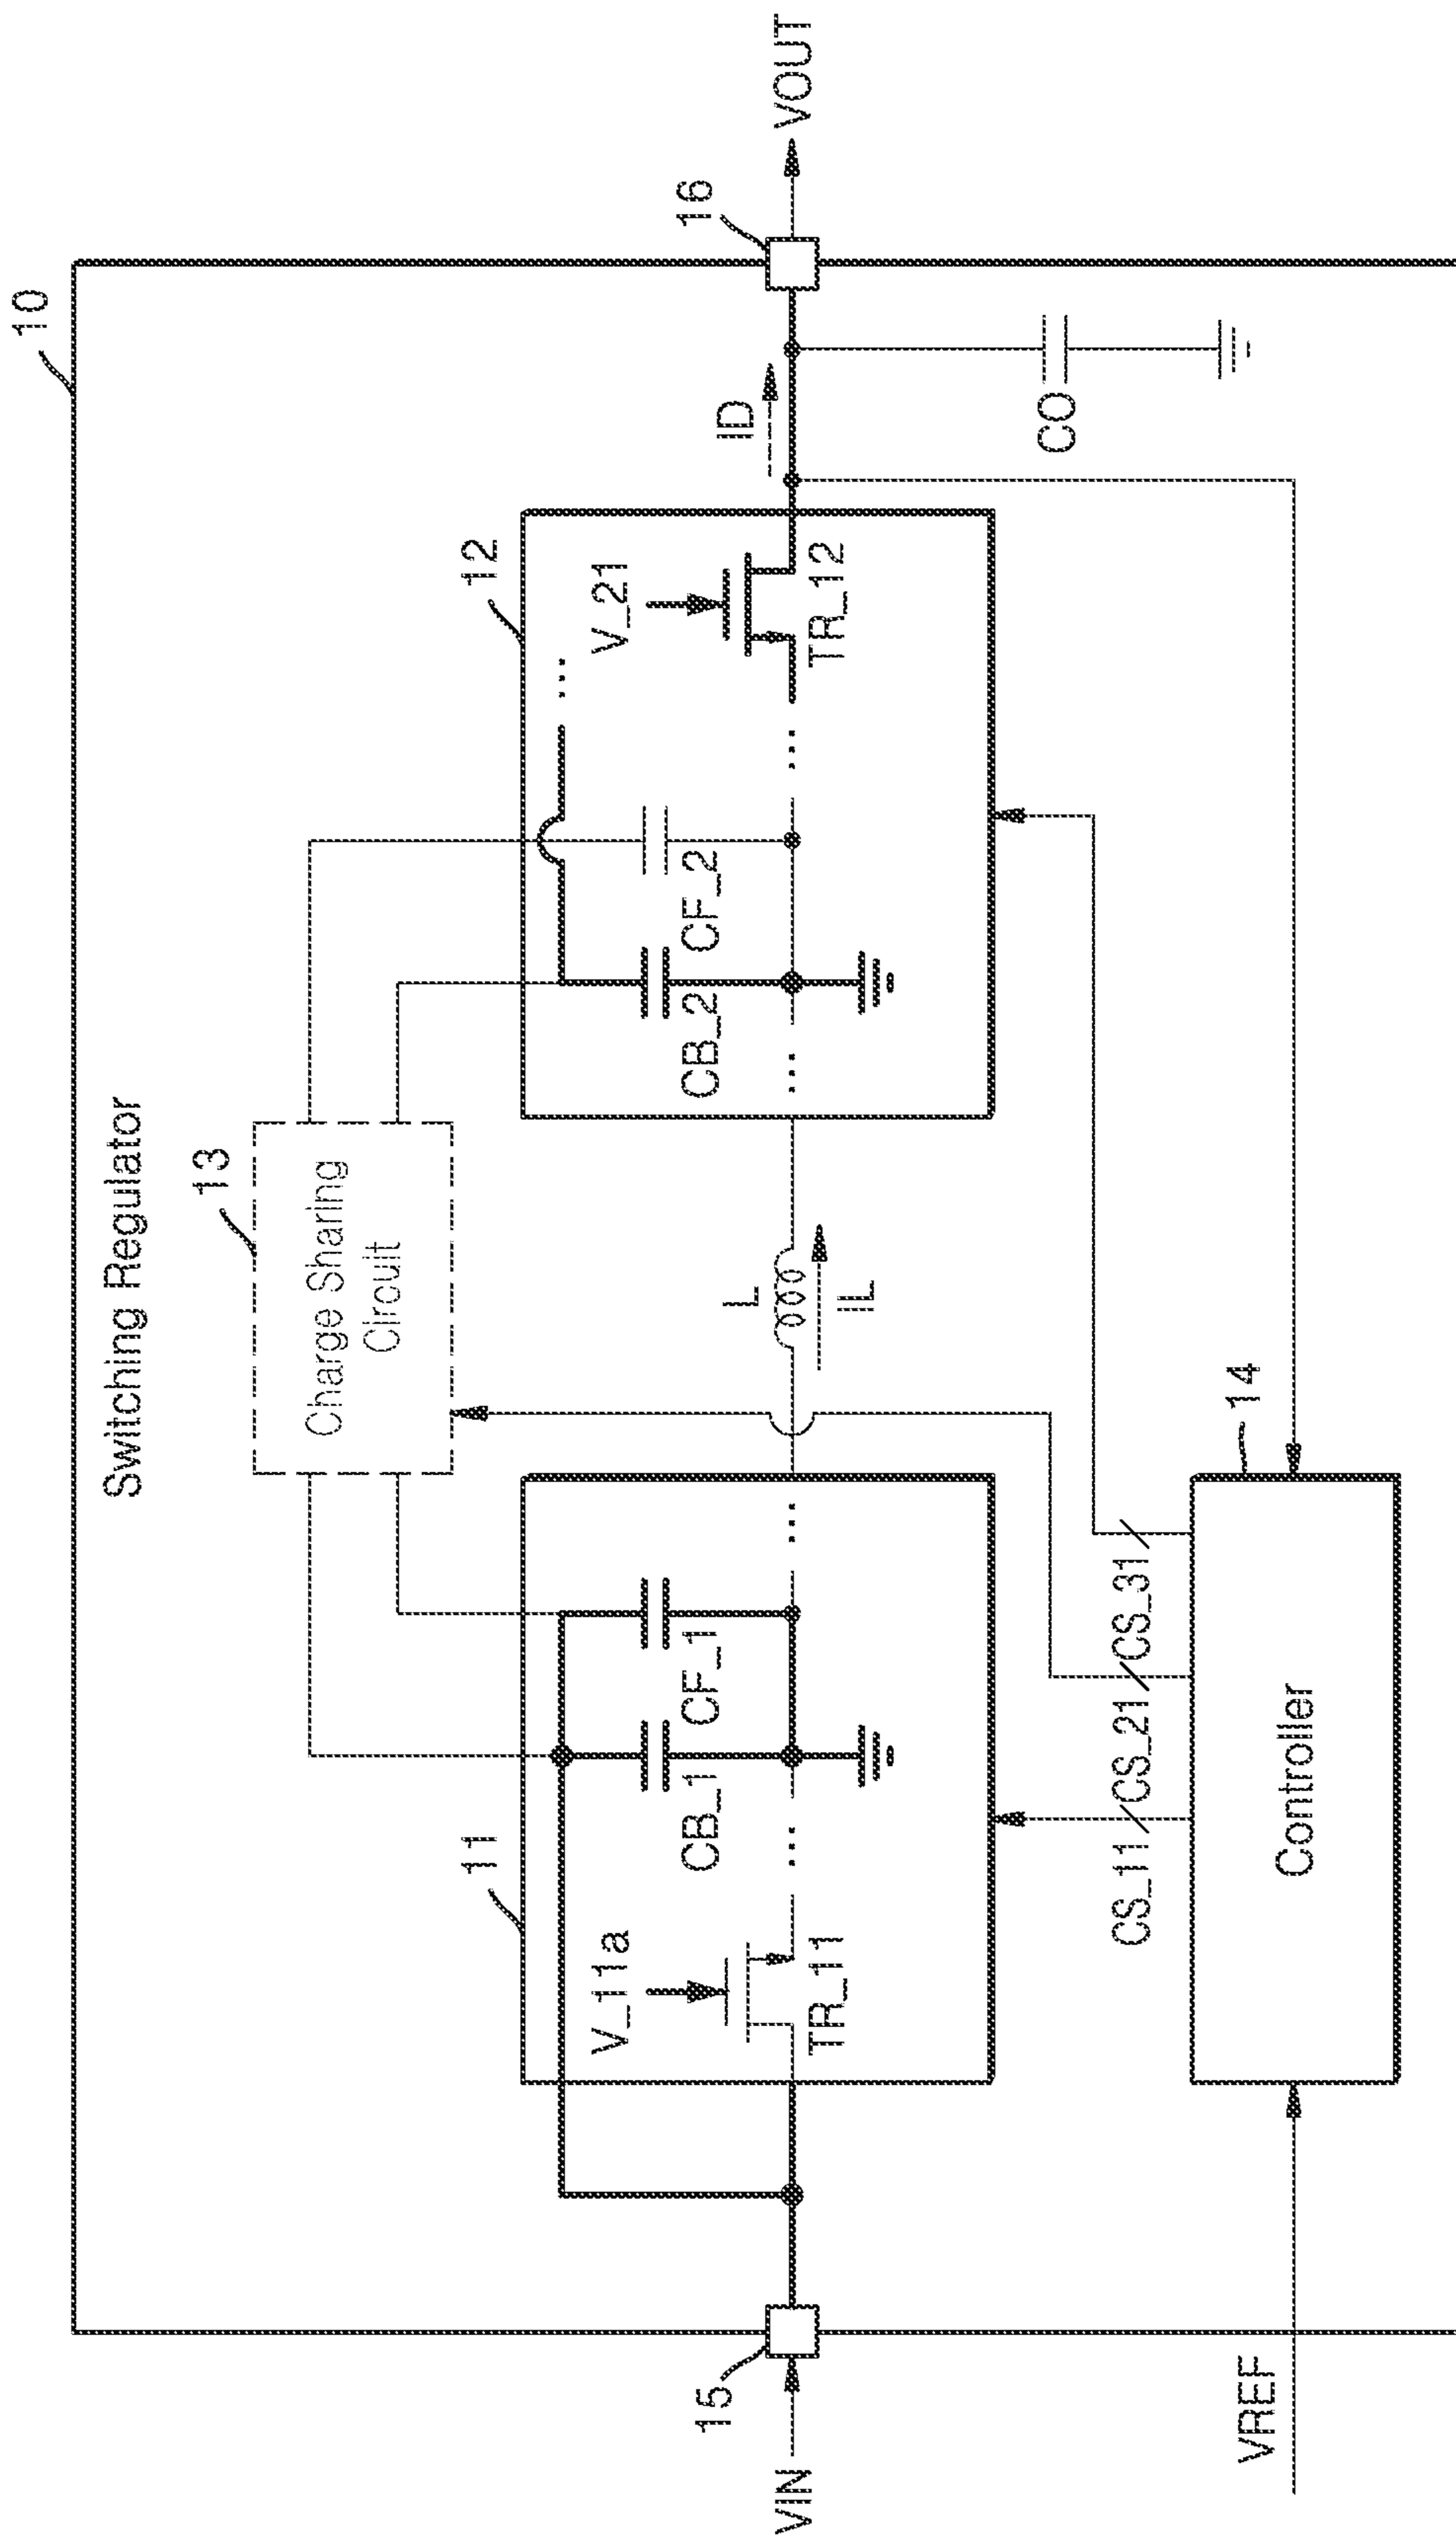 10
Switching Regulator
13
Charge Sharing
Circuit
11
12
V_11a
V_21
CB_1
CF_1
CB_2
CF_2
15
16
VIN
TR_11
L
IL
TR_12
ID
VOUT
CO
CS_11
CS_21
CS_31
14
Controller
VREF